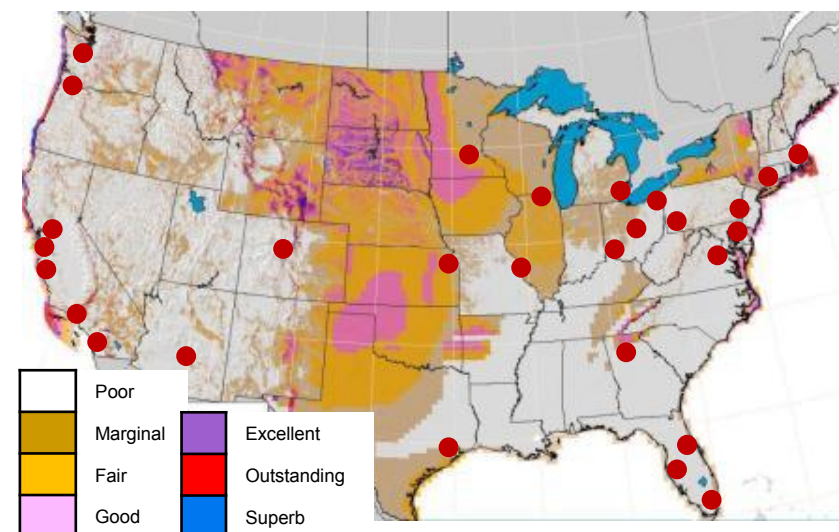 Poor
Marginal
Fair
Good
Excellent
Outstanding
Superb